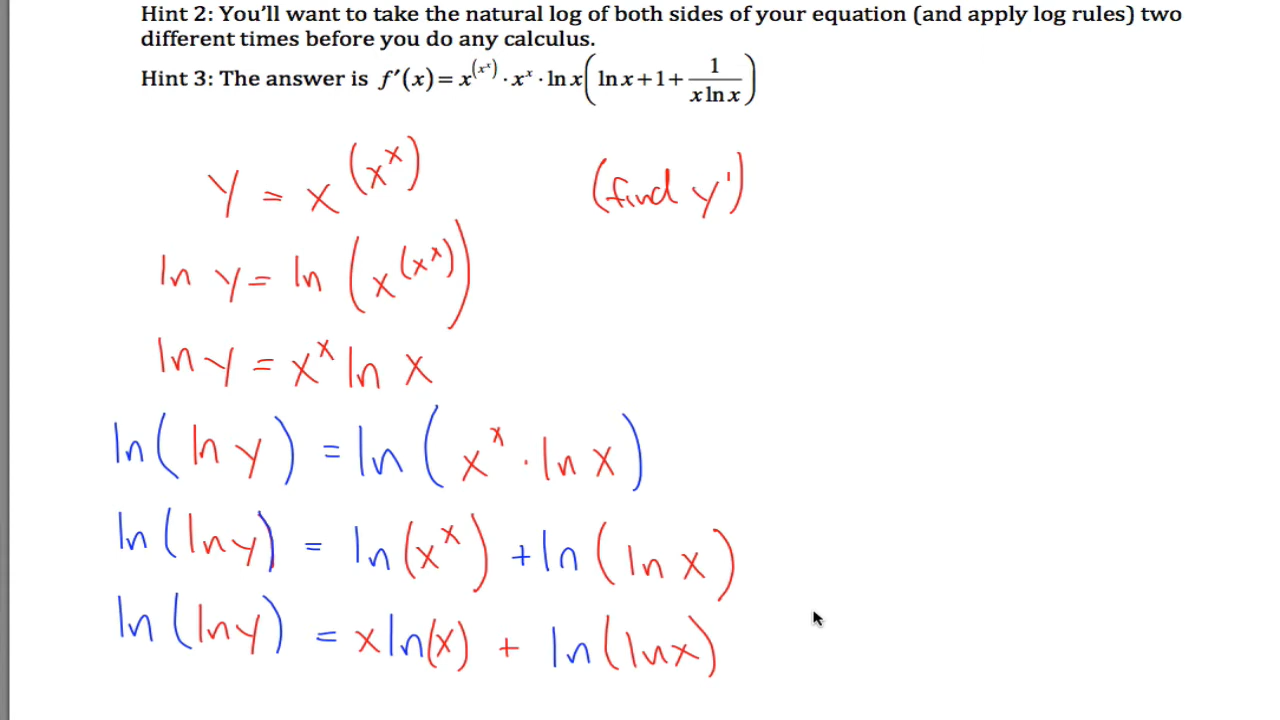 Hint 2: You'll want to take the natural log of both sides of your equation (and apply log rules) two
different times before you do any calculus.
Hint 3: The answer is f'(x) = x^(x^x) · x^x · ln x ( ln x + 1 + 1/(x ln x) )
y = x^(x^x) (find y')
ln y = ln (x^(x^x))
ln y = x^x ln x
ln(ln y) = ln(x^x · ln x)
ln(ln y) = ln(x^x) + ln(ln x)
ln(ln y) = x ln(x) + ln(ln x)